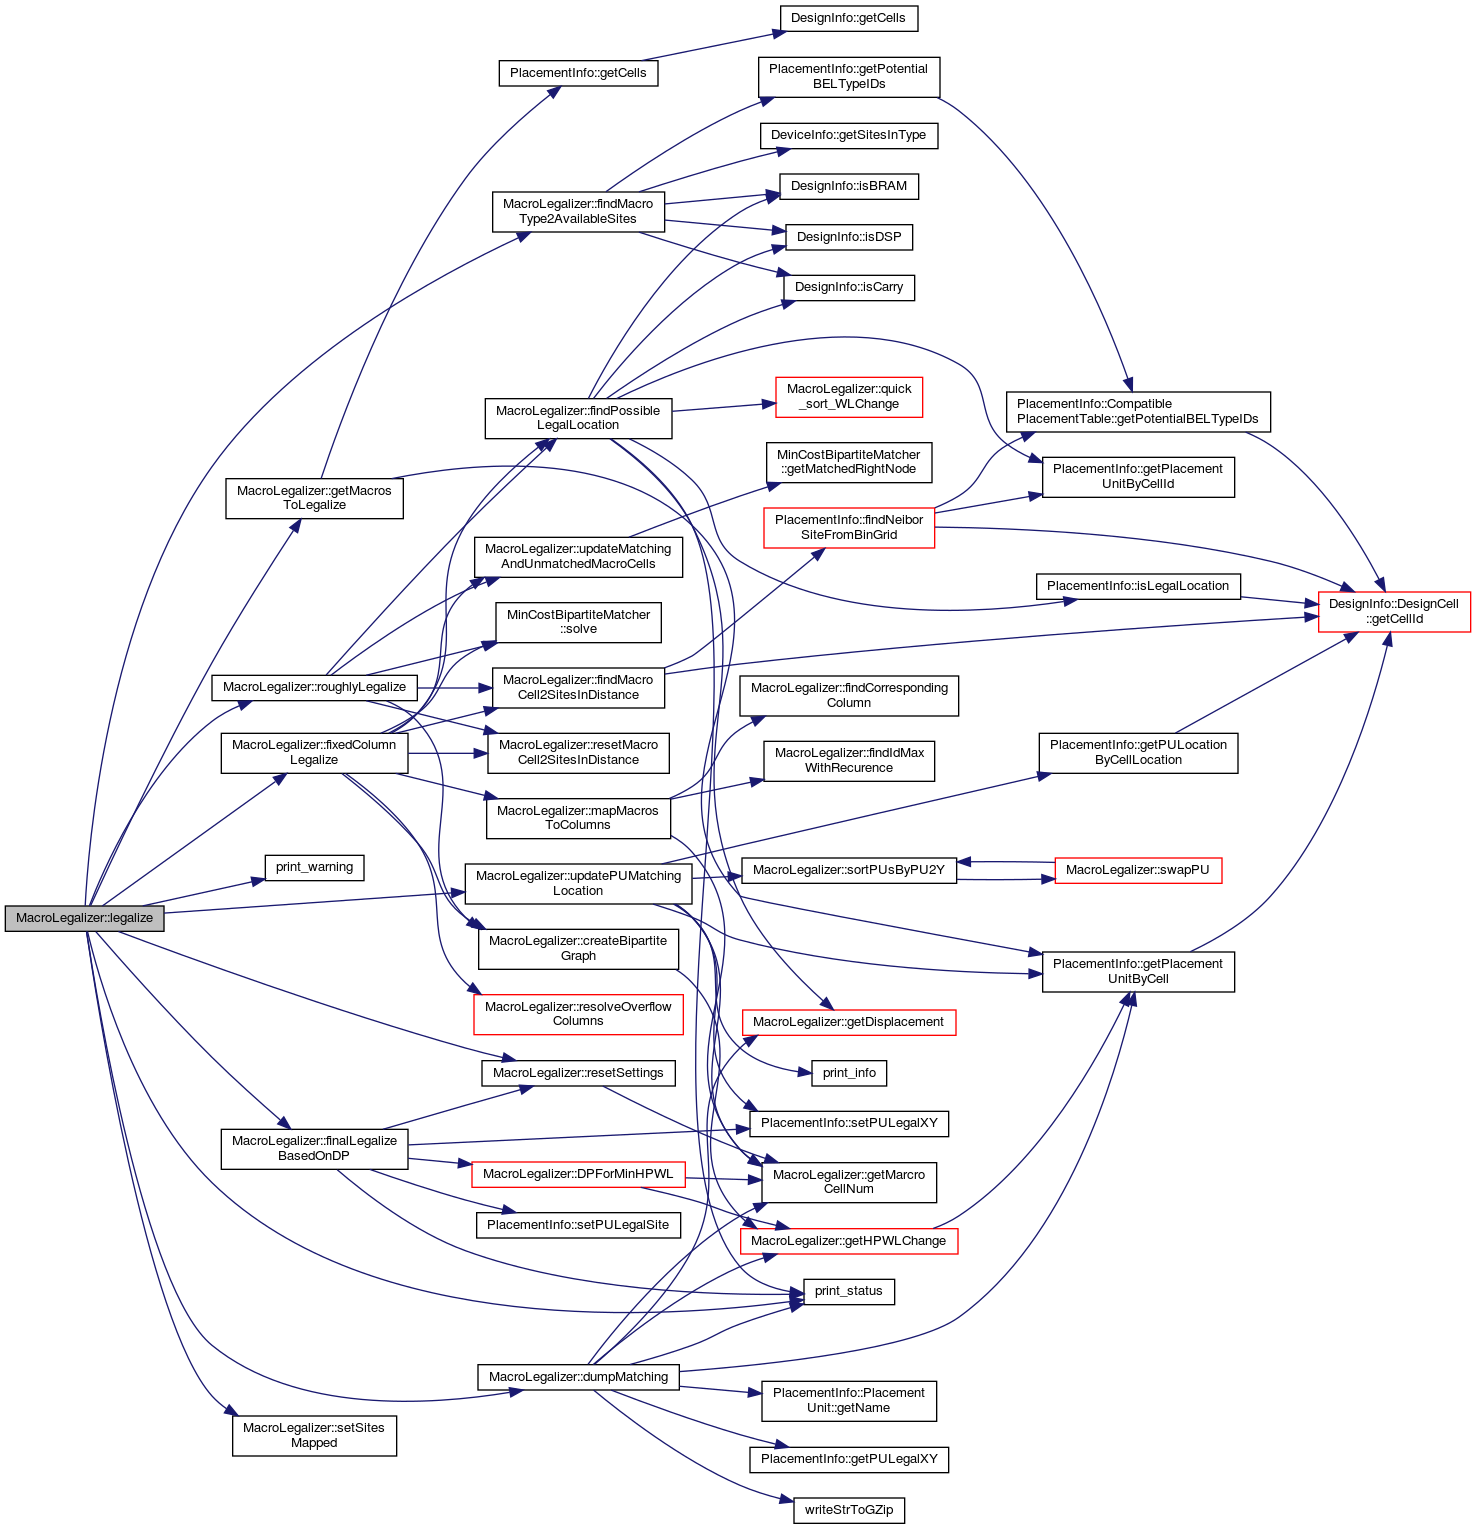 DesignInfo::getCells
PlacementInfo::getCells
PlacementInfo::getPotential
BELTypeIDs
DeviceInfo::getSitesInType
DesignInfo::isBRAM
MacroLegalizer::findMacro
Type2AvailableSites
DesignInfo::isDSP
DesignInfo::isCarry
MacroLegalizer::quick
_sort_WLChange
MacroLegalizer::findPossible
LegalLocation
PlacementInfo::Compatible
PlacementTable::getPotentialBELTypeIDs
MinCostBipartiteMatcher
::getMatchedRightNode
PlacementInfo::getPlacement
UnitByCellId
MacroLegalizer::getMacros
ToLegalize
PlacementInfo::findNeibor
SiteFromBinGrid
MacroLegalizer::updateMatching
AndUnmatchedMacroCells
PlacementInfo::isLegalLocation
DesignInfo::DesignCell
::getCellId
MinCostBipartiteMatcher
::solve
MacroLegalizer::roughlyLegalize
MacroLegalizer::findMacro
Cell2SitesInDistance
MacroLegalizer::findCorresponding
Column
MacroLegalizer::fixedColumn
Legalize
MacroLegalizer::resetMacro
Cell2SitesInDistance
MacroLegalizer::findIdMax
WithRecurence
PlacementInfo::getPULocation
ByCellLocation
MacroLegalizer::mapMacros
ToColumns
print_warning
MacroLegalizer::updatePUMatching
Location
MacroLegalizer::sortPUsByPU2Y
MacroLegalizer::swapPU
MacroLegalizer::legalize
MacroLegalizer::createBipartite
Graph
PlacementInfo::getPlacement
UnitByCell
MacroLegalizer::resolveOverflow
Columns
MacroLegalizer::getDisplacement
MacroLegalizer::resetSettings
print_info
PlacementInfo::setPULegalXY
MacroLegalizer::finalLegalize
BasedOnDP
MacroLegalizer::DPForMinHPWL
MacroLegalizer::getMarcro
CellNum
PlacementInfo::setPULegalSite
MacroLegalizer::getHPWLChange
print_status
MacroLegalizer::dumpMatching
PlacementInfo::Placement
Unit::getName
MacroLegalizer::setSites
Mapped
PlacementInfo::getPULegalXY
writeStrToGZip